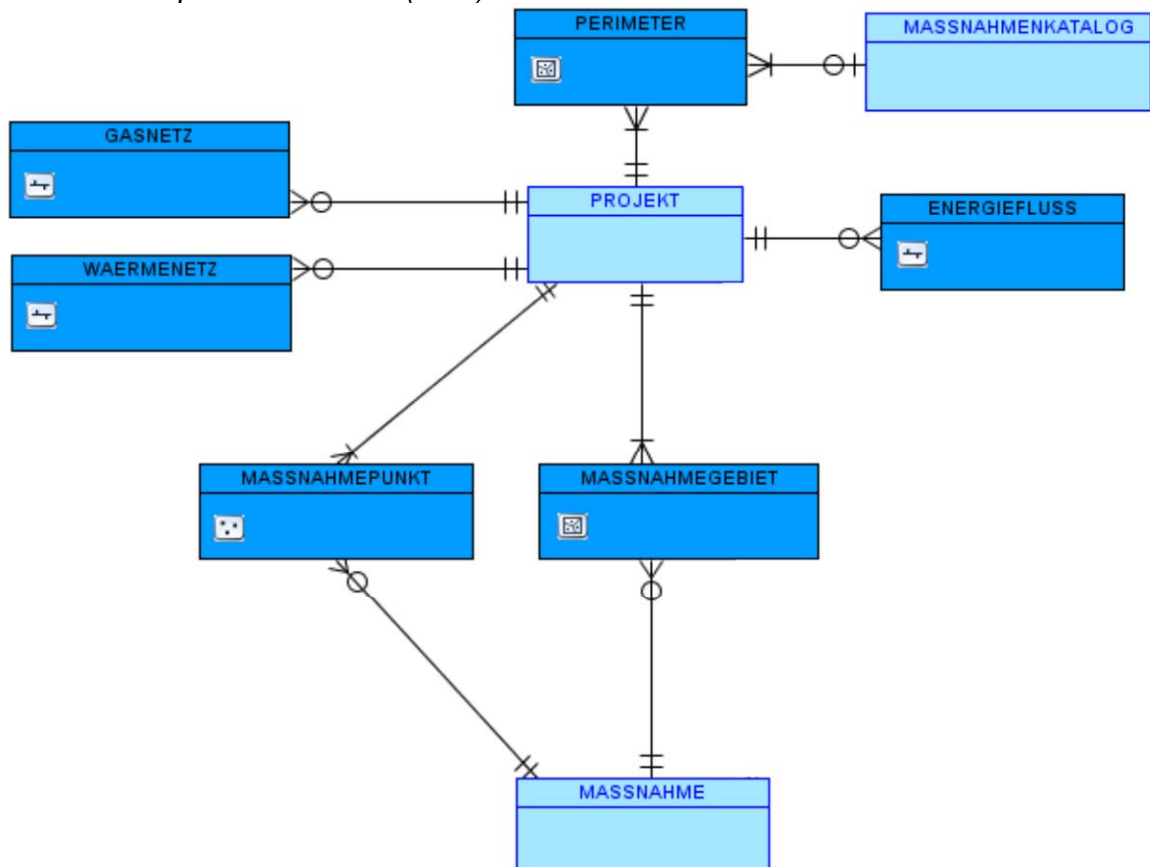 PERIMETER
MASSNAHMENKATALOG
GASNETZ
PROJEKT
ENERGIEFLUSS
WAERMENETZ
MASSNAHMEPUNKT
MASSNAHMEGEBIET
MASSNAHME